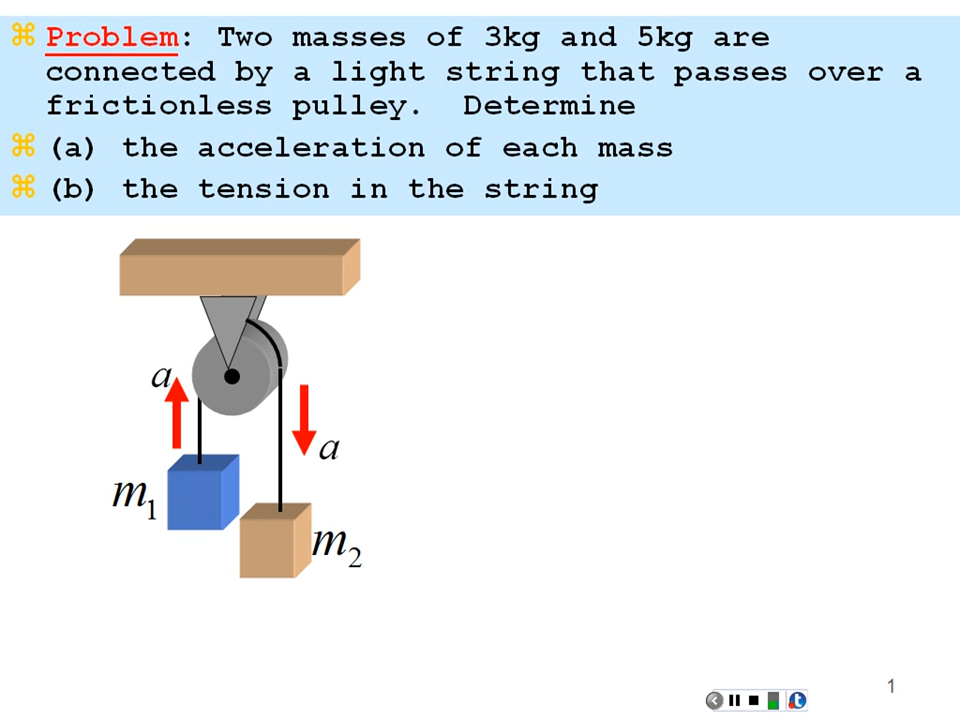 Problem: Two masses of 3kg and 5kg are
connected by a light string that passes over a
frictionless pulley. Determine
(a) the acceleration of each mass
(b) the tension in the string
a
a
m1
m2
1